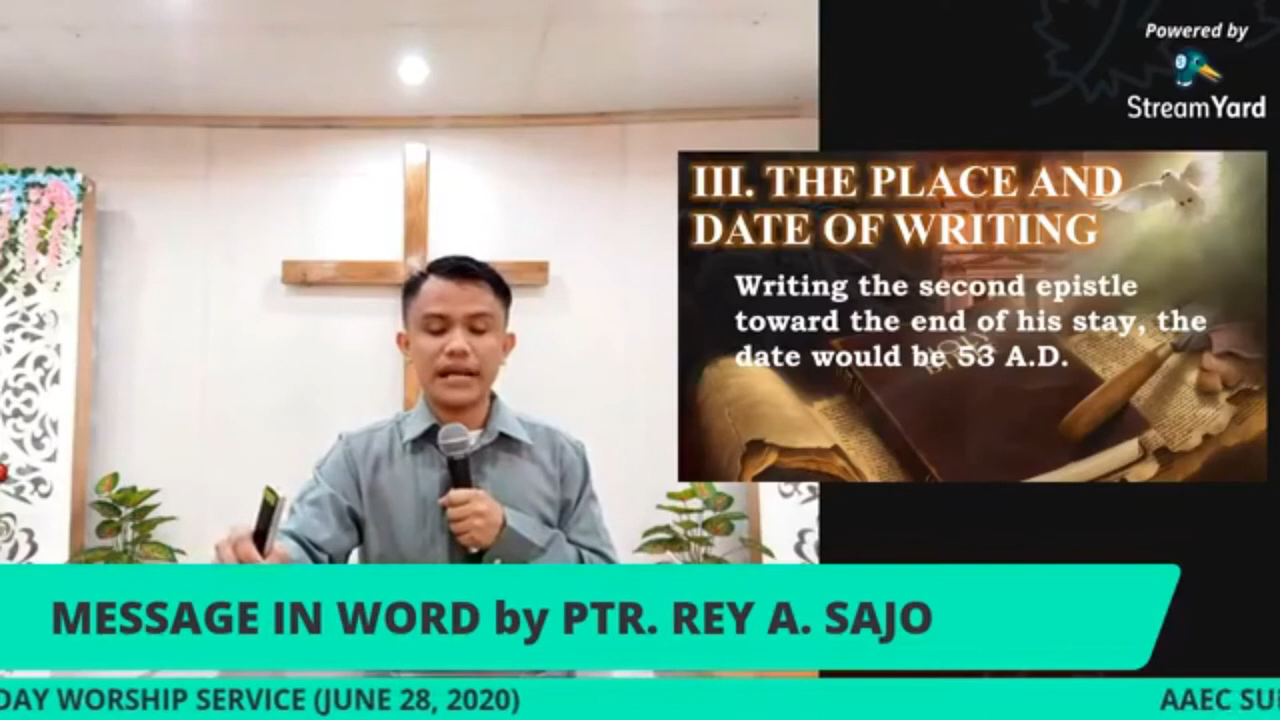 Powered by
StreamYard
III. THE PLACE AND
DATE OF WRITING
Writing the second epistle
toward the end of his stay, the
date would be 53 A.D.
MESSAGE IN WORD by PTR. REY A. SAJO
DAY WORSHIP SERVICE (JUNE 28, 2020)
AAEC SU